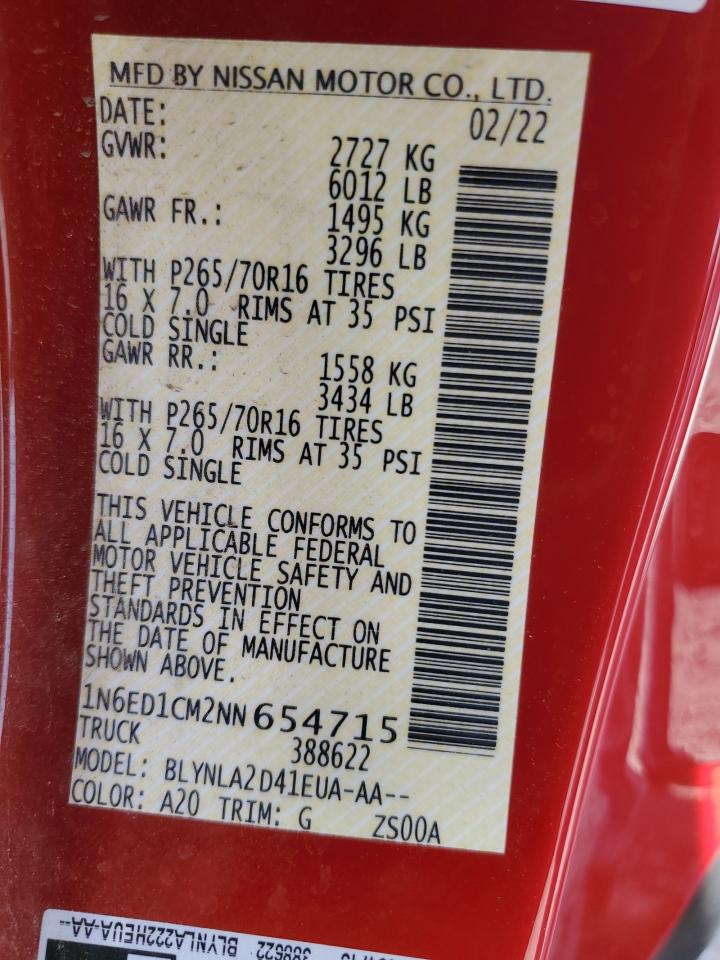 MFD BY NISSAN MOTOR CO., LTD.
DATE: 02/22
GVWR: 2727 KG
6012 LB
GAWR FR.: 1495 KG
3296 LB
WITH P265/70R16 TIRES
16 X 7.0 RIMS AT 35 PSI
COLD SINGLE
GAWR RR.: 1558 KG
3434 LB
WITH P265/70R16 TIRES
16 X 7.0 RIMS AT 35 PSI
COLD SINGLE
THIS VEHICLE CONFORMS TO
ALL APPLICABLE FEDERAL
MOTOR VEHICLE SAFETY AND
THEFT PREVENTION
STANDARDS IN EFFECT ON
THE DATE OF MANUFACTURE
SHOWN ABOVE.
1N6ED1CM2NN654715
TRUCK 388622
MODEL: BLYNLA2D41EUA-AA--
COLOR: A20 TRIM: G ZS00A
BLYNLA222HEUA-AA-- 388622